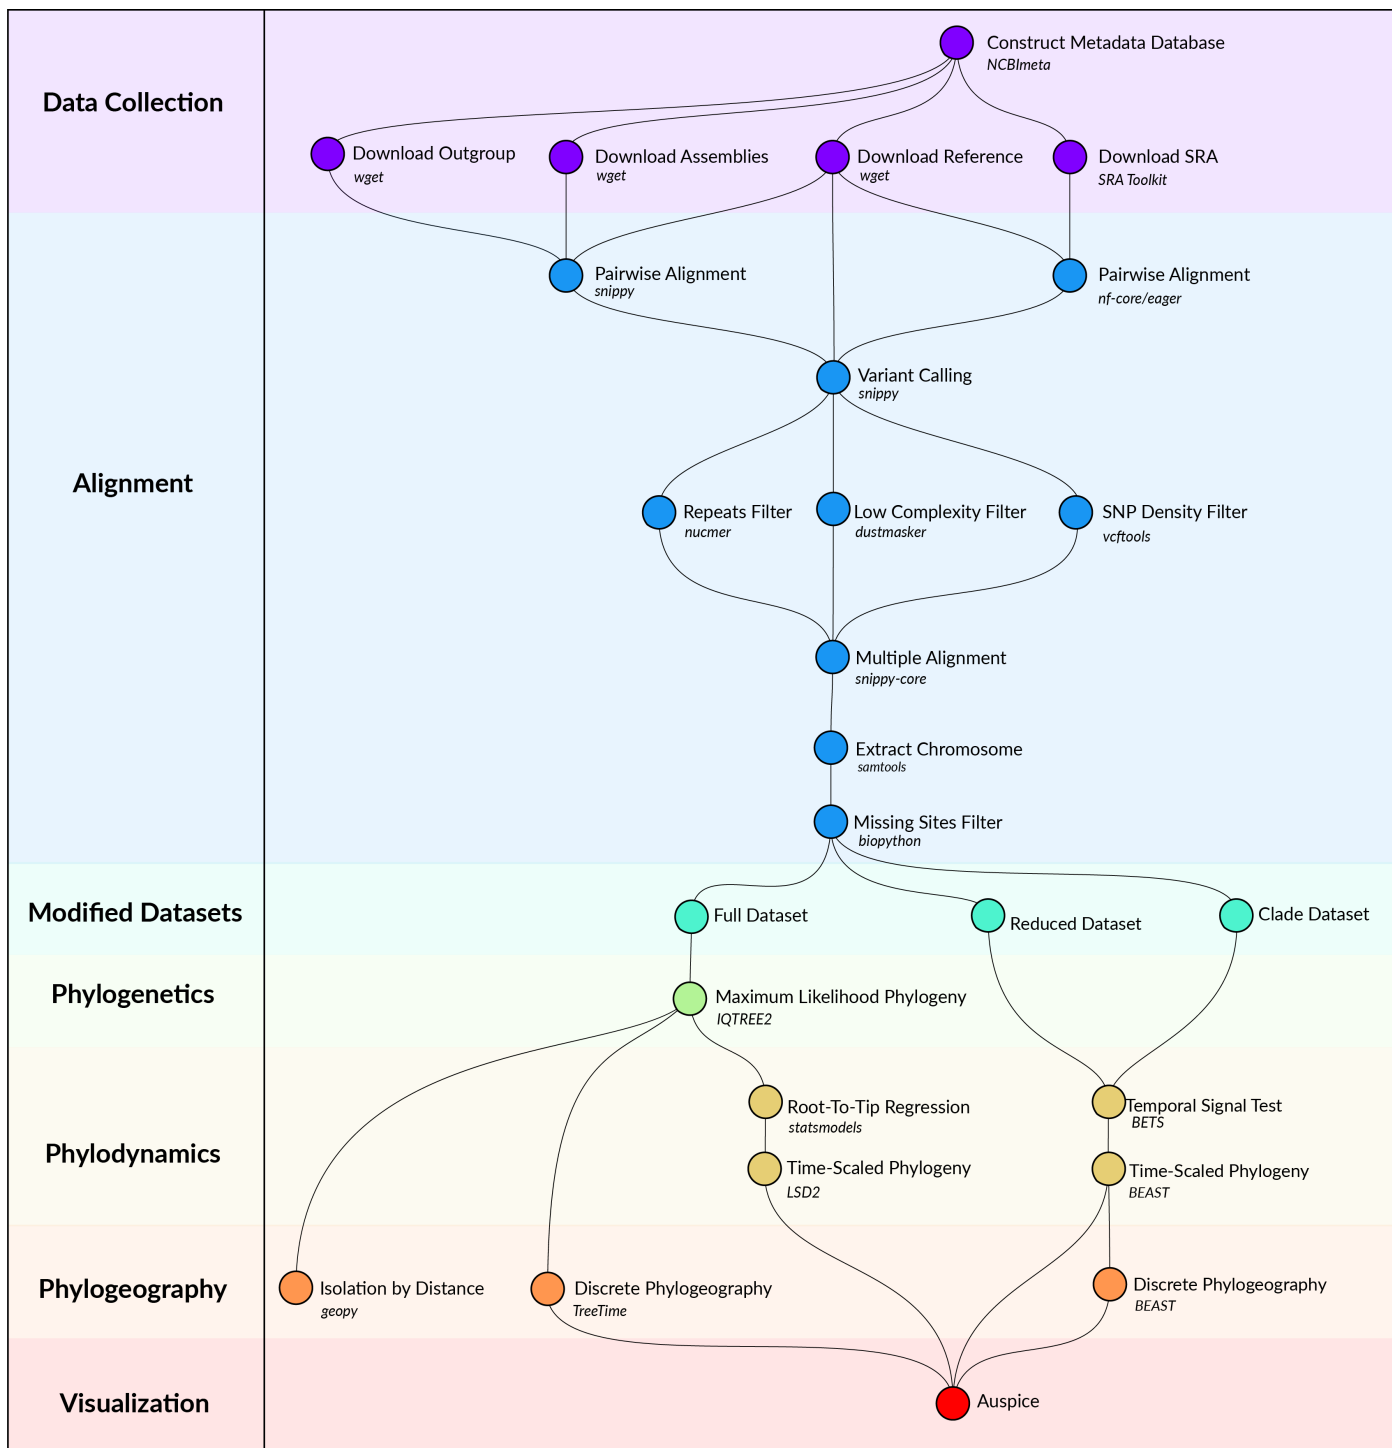 Data Collection
Construct Metadata Database
NCBImeta
Download Outgroup
wget
Download Assemblies
wget
Download Reference
wget
Download SRA
SRA Toolkit
Alignment
Pairwise Alignment
snippy
Pairwise Alignment
nf-core/eager
Variant Calling
snippy
Repeats Filter
nucmer
Low Complexity Filter
dustmasker
SNP Density Filter
vcftools
Multiple Alignment
snippy-core
Extract Chromosome
samtools
Missing Sites Filter
biopython
Modified Datasets
Full Dataset
Reduced Dataset
Clade Dataset
Phylogenetics
Maximum Likelihood Phylogeny
IQTREE2
Phylodynamics
Root-To-Tip Regression
statsmodels
Temporal Signal Test
BETS
Time-Scaled Phylogeny
LSD2
Time-Scaled Phylogeny
BEAST
Phylogeography
Isolation by Distance
geopy
Discrete Phylogeography
TreeTime
Discrete Phylogeography
BEAST
Visualization
Auspice